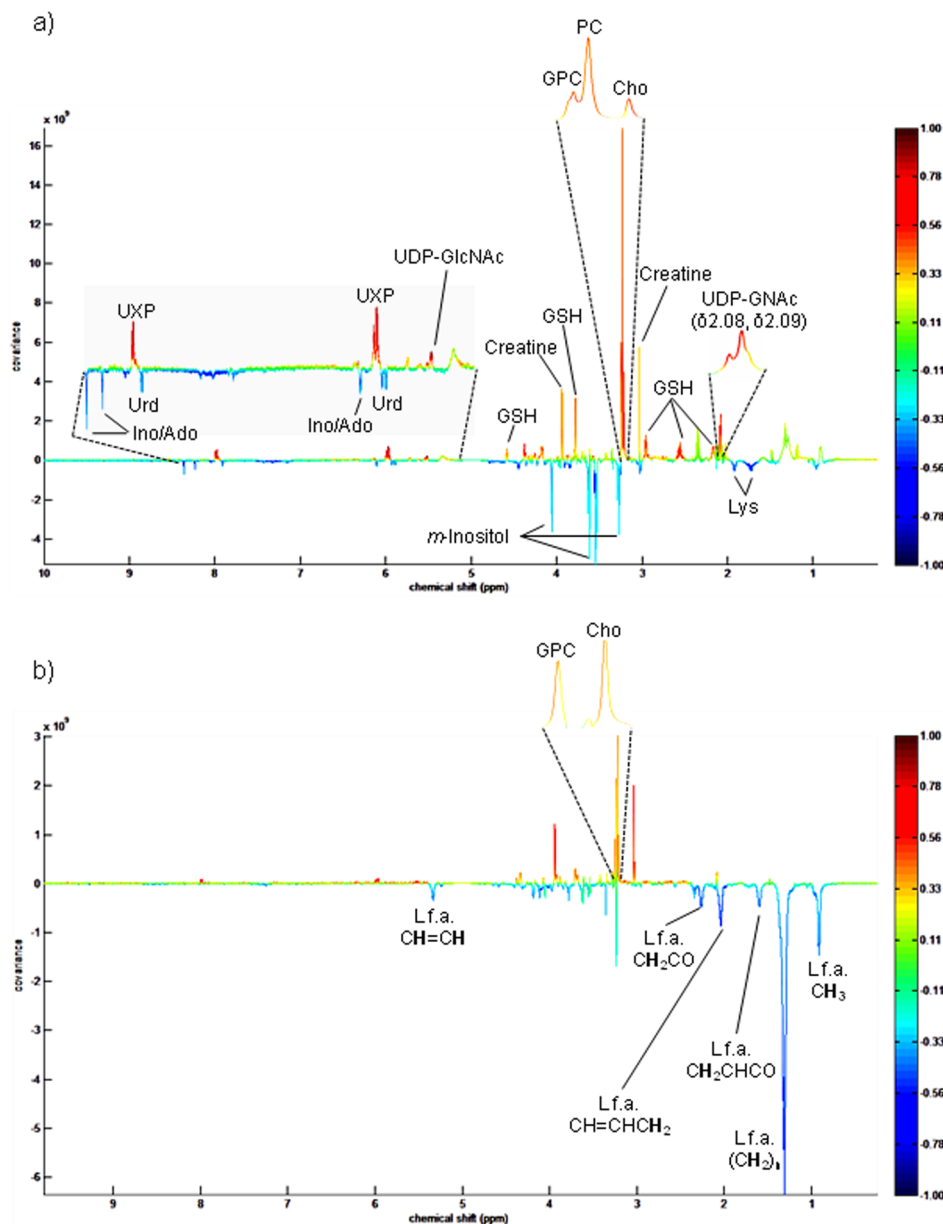 a)
PC
GPC
Cho
x 10⁹
16
14
12
10
8
6
4
2
0
-2
-4
covariance
UXP
UXP
UDP-GlcNAc
Urd
Ino/Ado
Ino/Ado
Urd
GSH
Creatine
GSH
Creatine
GSH
UDP-GNAc
(δ2.08, δ2.09)
Lys
m-Inositol
10
9
8
7
6
5
4
3
2
1
chemical shift (ppm)
1.00
0.78
0.56
0.33
0.11
-0.11
-0.33
-0.56
-0.78
-1.00
b)
GPC
Cho
3
2
1
0
-1
-2
-3
-4
-5
-6
covariance
L.f.a.
CH=CH
L.f.a.
CH₂CO
L.f.a.
CH=CHCH₂
L.f.a.
CH₂CHCO
L.f.a.
L.f.a.
CH₃
9
8
7
6
5
4
3
2
1
chemical shift (ppm)
1.00
0.78
0.56
0.33
0.11
-0.11
-0.33
-0.56
-0.78
-1.00